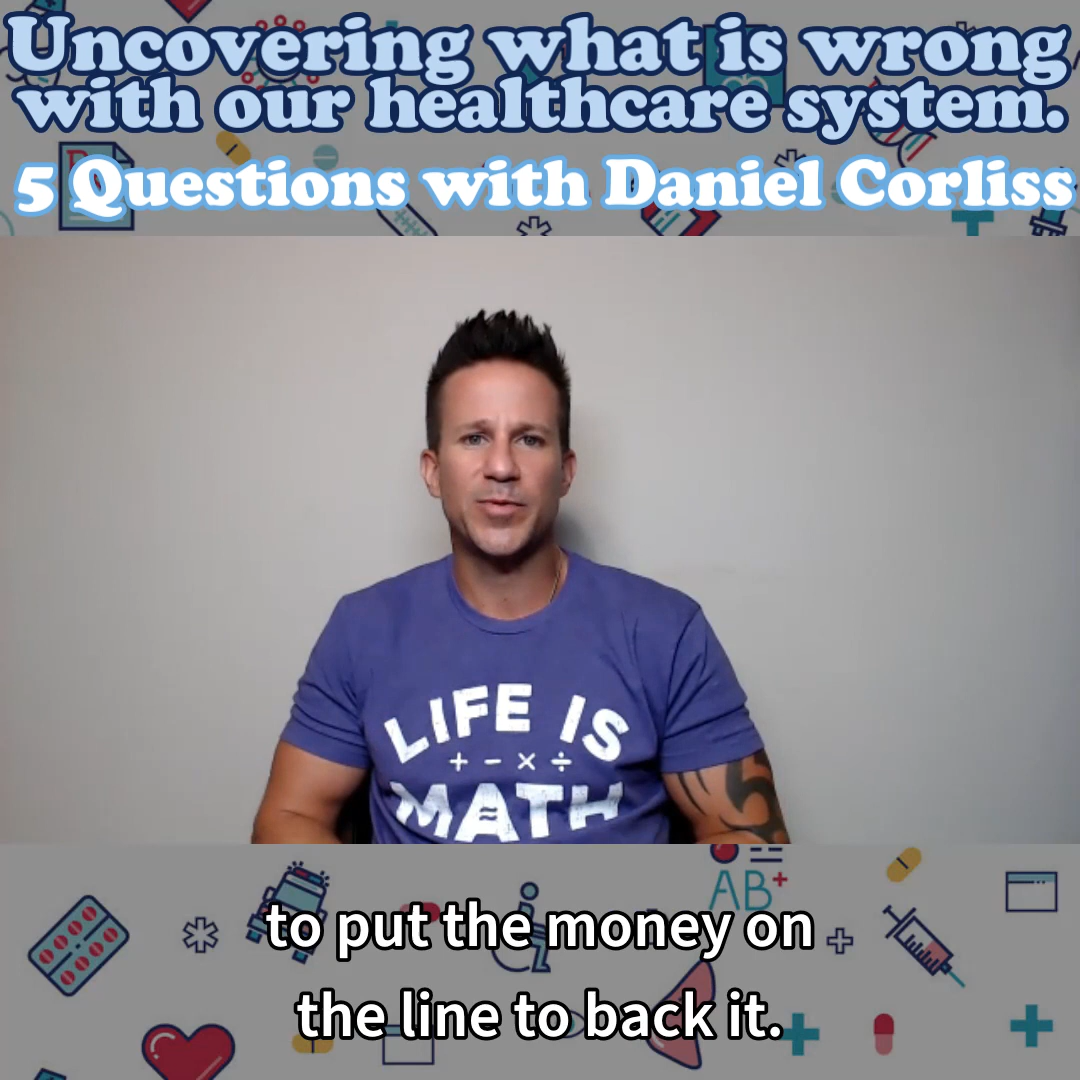 Uncovering what is wrong
with our healthcare system.
5 Questions with Daniel Corliss
LIFE IS
+ - × ÷
MATH
AB+
to put the money on
the line to back it.